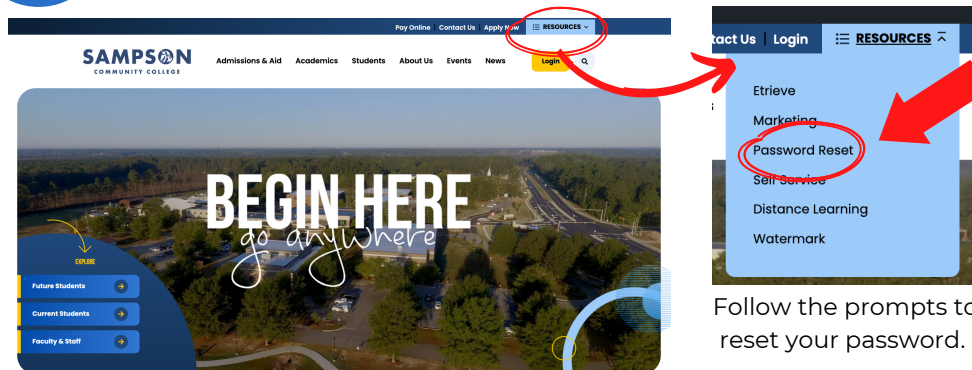 Pay Online Contact Us Apply Now RESOURCES
SAMPSON
COMMUNITY COLLEGE
Admissions & Aid Academics Students About Us Events News Login
BEGIN HERE
go anywhere
EXPLORE
Future Students
Current Students
Faculty & Staff
tact Us Login RESOURCES
Etrieve
Marketing
Password Reset
Self Service
Distance Learning
Watermark
Follow the prompts to
reset your password.